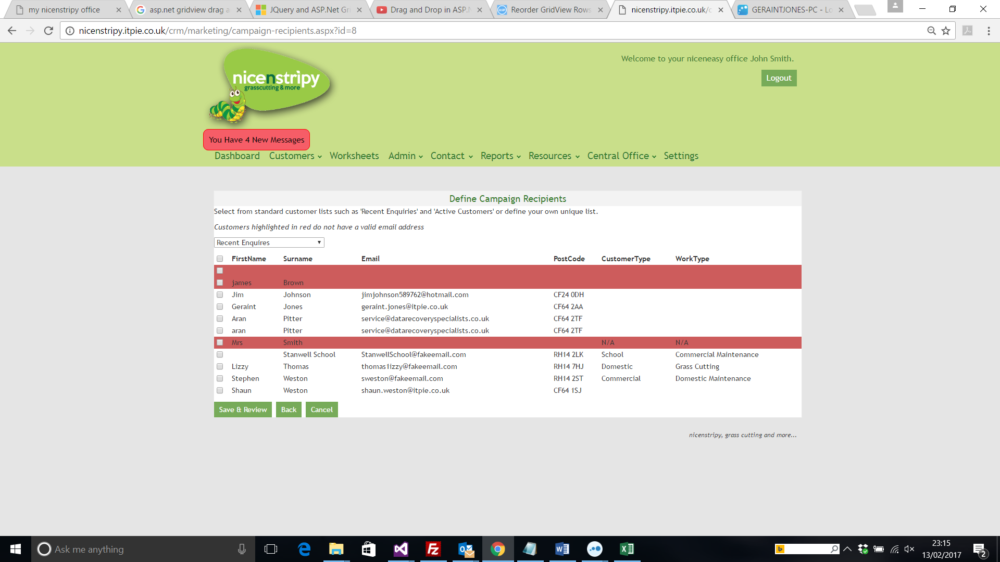 my nicenstripy office
asp.net gridview drag a
JQuery and ASP.Net Gri
Drag and Drop in ASP.N
Reorder GridView Rows
nicenstripy.itpie.co.uk/c
GERAINTJONES-PC - Lo
nicenstripy.itpie.co.uk/crm/marketing/campaign-recipients.aspx?id=8
nicenstripy
grasscutting & more
Welcome to your niceneasy office John Smith.
Logout
You Have 4 New Messages
Dashboard Customers Worksheets Admin Contact Reports Resources Central Office Settings
Define Campaign Recipients
Select from standard customer lists such as 'Recent Enquiries' and 'Active Customers' or define your own unique list.
Customers highlighted in red do not have a valid email address
Recent Enquires
FirstName Surname Email PostCode CustomerType WorkType
james Brown
Jim Johnson jimjohnson589762@hotmail.com CF24 0DH
Geraint Jones geraint.jones@itpie.co.uk CF64 2AA
Aran Pitter service@datarecoveryspecialists.co.uk CF64 2TF
aran Pitter service@datarecoveryspecialists.co.uk CF64 2TF
Mrs Smith N/A N/A
Stanwell School StanwellSchool@fakeemail.com RH14 2LK School Commercial Maintenance
Lizzy Thomas thomas1izzy@fakeemail.com RH14 7HJ Domestic Grass Cutting
Stephen Weston sweston@fakeemail.com RH14 2ST Commercial Domestic Maintenance
Shaun Weston shaun.weston@itpie.co.uk CF64 1SJ
Save & Review Back Cancel
nicenstripy, grass cutting and more...
Ask me anything
23:15
13/02/2017
2